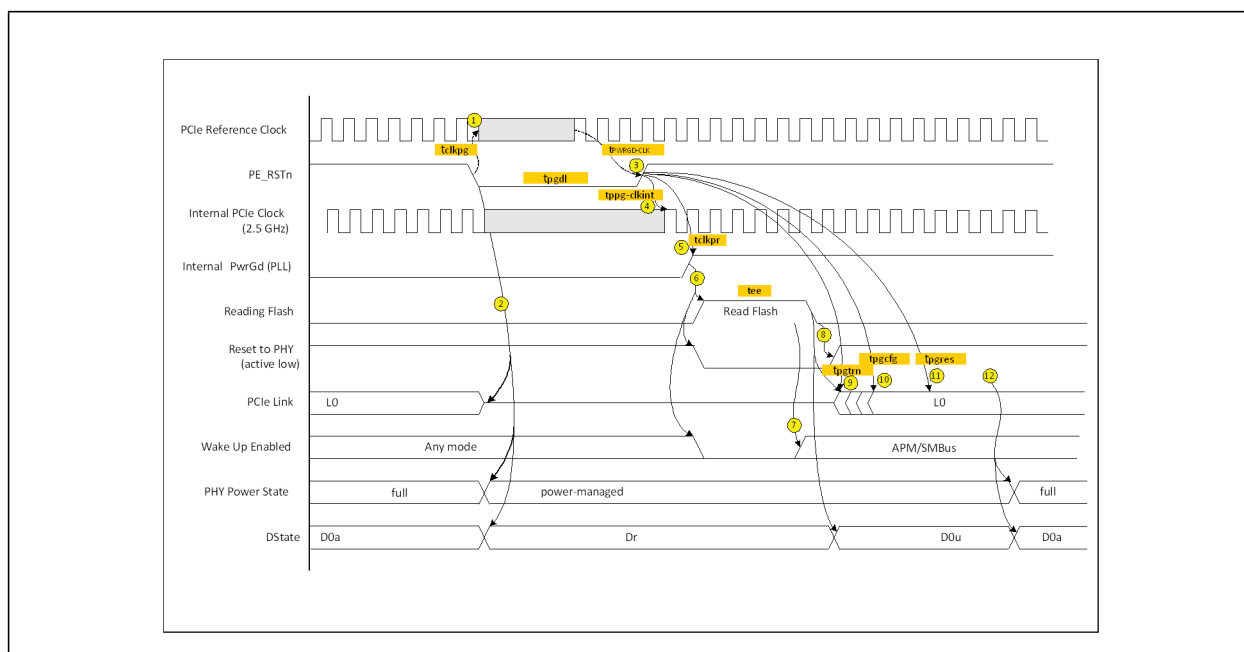 1
PCIe Reference Clock
tclkpg
tPWRGD-CLK
3
PE_RSTn
tpgdl
tppg-clkint
4
Internal PCIe Clock
(2.5 GHz)
5
tclkpr
Internal PwrGd (PLL)
6
tee
2
Reading Flash
Read Flash
8
Reset to PHY
(active low)
tpgtrn
tpgcfg
tpgres
9
10
11
12
PCIe Link
L0
L0
7
Wake Up Enabled
Any mode
APM/SMBus
PHY Power State
full
power-managed
full
DState
D0a
Dr
D0u
D0a